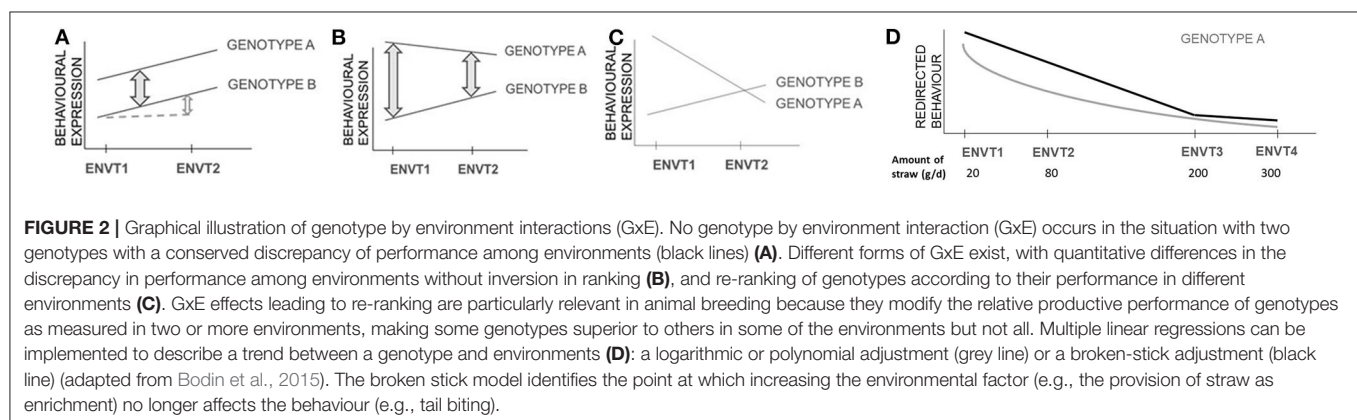 A
BEHAVIOURAL
EXPRESSION
GENOTYPE A
GENOTYPE B
ENVT1
ENVT2
B
BEHAVIOURAL
EXPRESSION
GENOTYPE A
GENOTYPE B
ENVT1
ENVT2
C
BEHAVIOURAL
EXPRESSION
GENOTYPE B
GENOTYPE A
ENVT1
ENVT2
D
REDIRECTED
BEHAVIOUR
GENOTYPE A
ENVT1 ENVT2 ENVT3 ENVT4
Amount of
straw (g/d) 20 80 200 300
FIGURE 2 | Graphical illustration of genotype by environment interactions (GxE). No genotype by environment interaction (GxE) occurs in the situation with two
genotypes with a conserved discrepancy of performance among environments (black lines) (A). Different forms of GxE exist, with quantitative differences in the
discrepancy in performance among environments without inversion in ranking (B), and re-ranking of genotypes according to their performance in different
environments (C). GxE effects leading to re-ranking are particularly relevant in animal breeding because they modify the relative productive performance of genotypes
as measured in two or more environments, making some genotypes superior to others in some of the environments but not all. Multiple linear regressions can be
implemented to describe a trend between a genotype and environments (D): a logarithmic or polynomial adjustment (grey line) or a broken-stick adjustment (black
line) (adapted from Bodin et al., 2015). The broken stick model identifies the point at which increasing the environmental factor (e.g., the provision of straw as
enrichment) no longer affects the behaviour (e.g., tail biting).